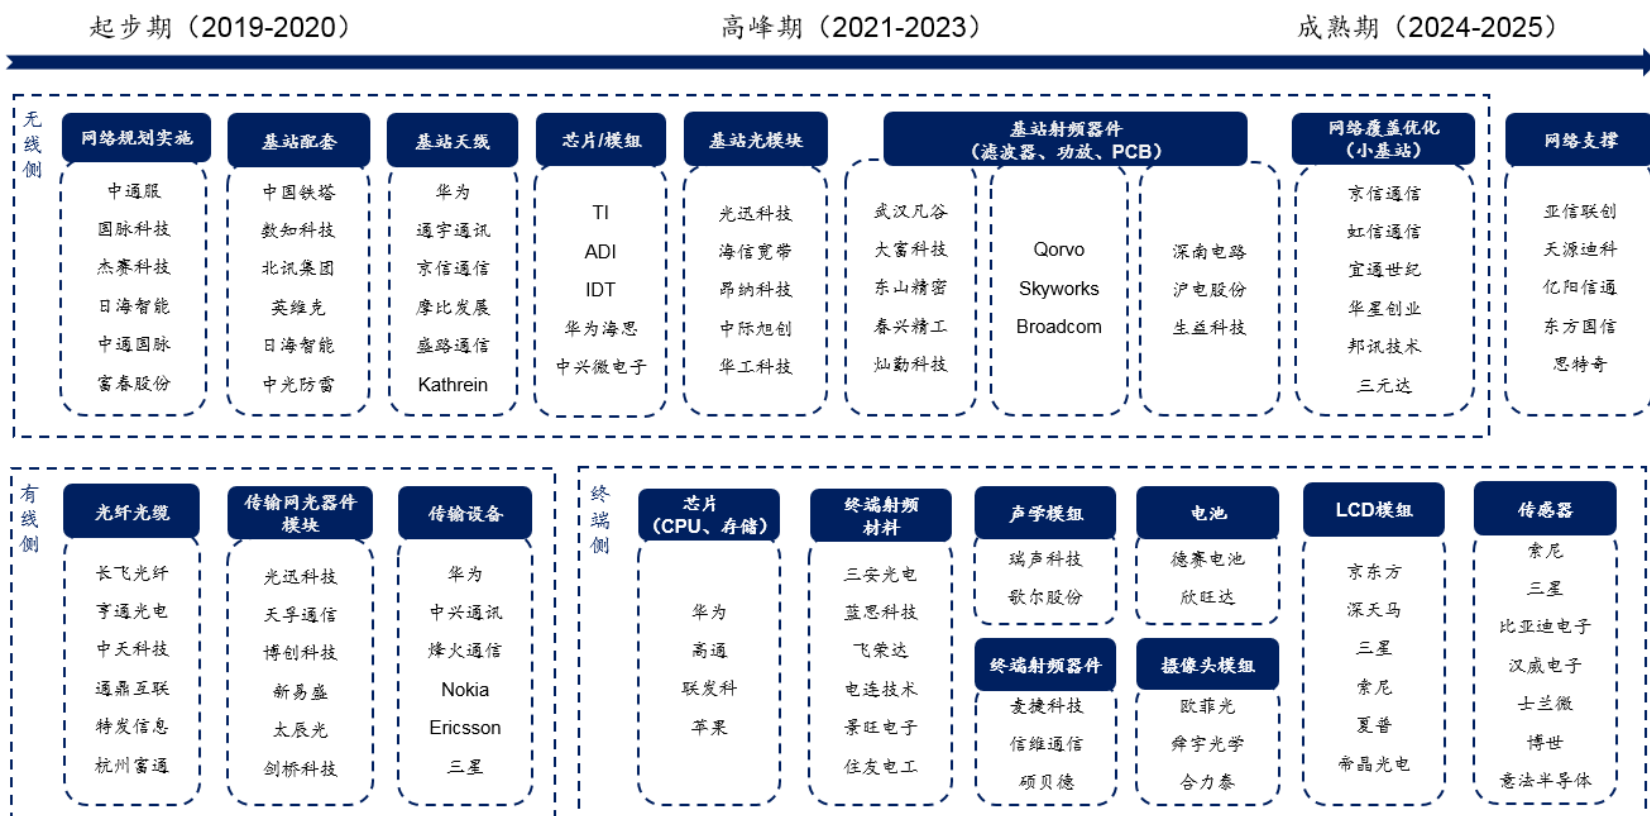 起步期（2019-2020）
高峰期（2021-2023）
成熟期（2024-2025）
无线侧
网络规划实施
中通服
国脉科技
杰赛科技
日海智能
中通国脉
富春股份
基站配套
中国铁塔
数知科技
北讯集团
英维克
日海智能
中光防雷
基站天线
华为
通宇通讯
京信通信
摩比发展
盛路通信
Kathrein
芯片/模组
TI
ADI
IDT
华为海思
中兴微电子
基站光模块
光迅科技
海信宽带
昂纳科技
中际旭创
华工科技
基站射频器件
（滤波器、功放、PCB）
武汉凡谷
大富科技
东山精密
春兴精工
灿勤科技
Qorvo
Skyworks
Broadcom
深南电路
沪电股份
生益科技
网络覆盖优化
（小基站）
京信通信
虹信通信
宜通世纪
华星创业
邦讯技术
三元达
网络支撑
亚信联创
天源迪科
亿阳信通
东方国信
思特奇
有线侧
光纤光缆
长飞光纤
亨通光电
中天科技
通鼎互联
特发信息
杭州富通
传输网光器件
模块
光迅科技
天孚通信
博创科技
新易盛
太辰光
剑桥科技
传输设备
华为
中兴通讯
烽火通信
Nokia
Ericsson
三星
终端侧
芯片
（CPU、存储）
华为
高通
联发科
苹果
终端射频
材料
三安光电
蓝思科技
飞荣达
电连技术
景旺电子
住友电工
声学模组
瑞声科技
歌尔股份
终端射频器件
麦捷科技
信维通信
硕贝德
电池
德赛电池
欣旺达
摄像头模组
欧菲光
舜宇光学
合力泰
LCD模组
京东方
深天马
三星
索尼
夏普
帝晶光电
传感器
索尼
三星
比亚迪电子
汉威电子
士兰微
博世
意法半导体